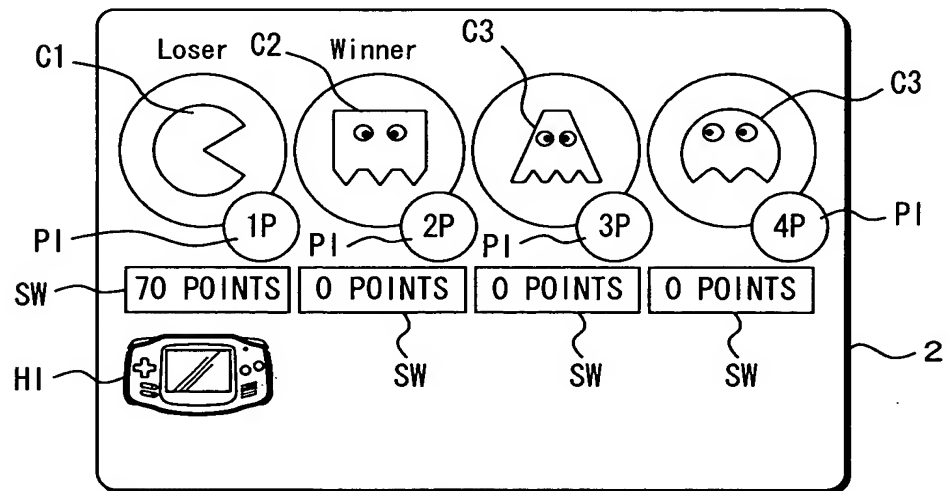 C1 Loser C2 Winner C3 C3
PI 1P PI 2P PI 3P 4P PI
SW 70 POINTS 0 POINTS 0 POINTS 0 POINTS
HI SW SW SW 2